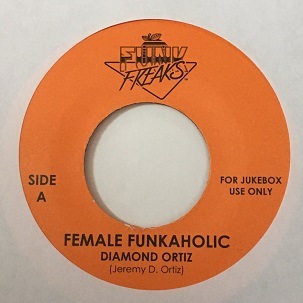 FUNK
FREAKS
SIDE
A
FOR JUKEBOX
USE ONLY
FEMALE FUNKAHOLIC
DIAMOND ORTIZ
(Jeremy D. Ortiz)